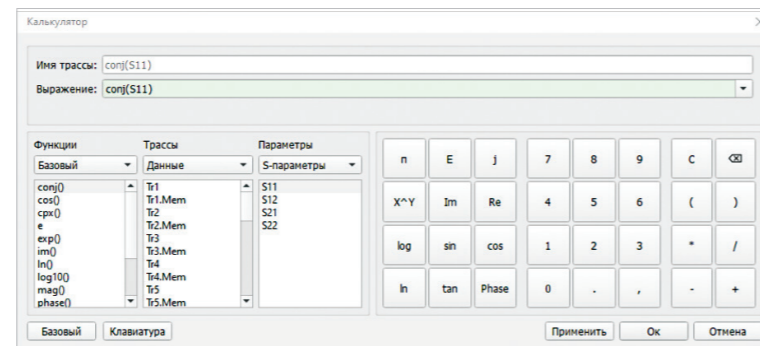 Калькулятор
Имя трассы: conj(S11)
Выражение: conj(S11)
Функции Трассы Параметры
Базовый Данные S-параметры
conj() Tr1 S11
cos() Tr1.Mem S12
cpx() Tr2 S21
e Tr2.Mem S22
exp() Tr3
im() Tr3.Mem
ln() Tr4
log10() Tr4.Mem
mag() Tr5
phase() Tr5.Mem
п E j 7 8 9 C ⌫
X^Y Im Re 4 5 6 ( )
log sin cos 1 2 3 * /
ln tan Phase 0 . , - +
Базовый Клавиатура Применить Ок Отмена